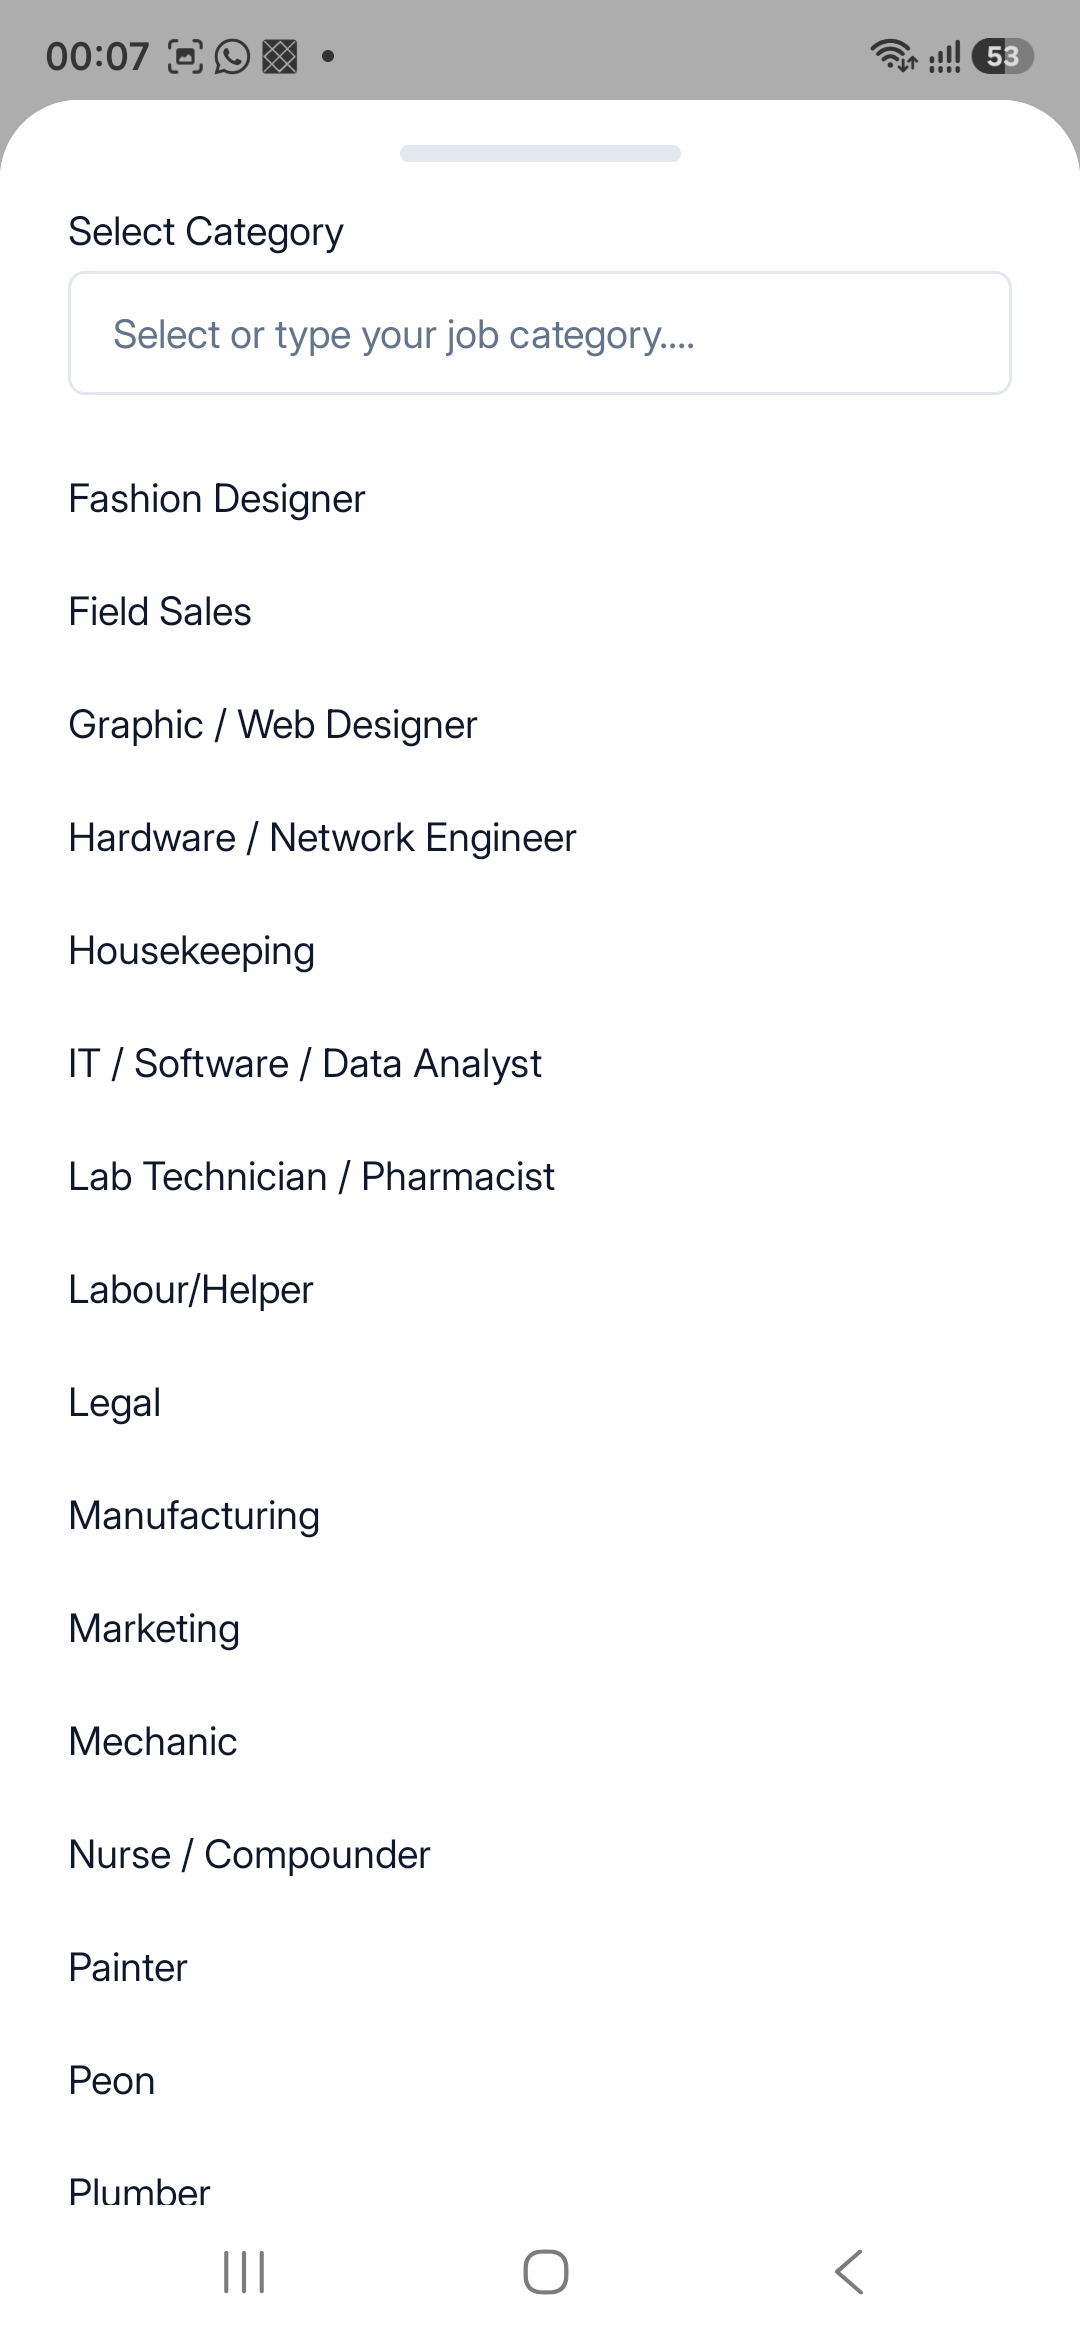 00:07
53
Select Category
Select or type your job category....
Fashion Designer
Field Sales
Graphic / Web Designer
Hardware / Network Engineer
Housekeeping
IT / Software / Data Analyst
Lab Technician / Pharmacist
Labour/Helper
Legal
Manufacturing
Marketing
Mechanic
Nurse / Compounder
Painter
Peon
Plumber